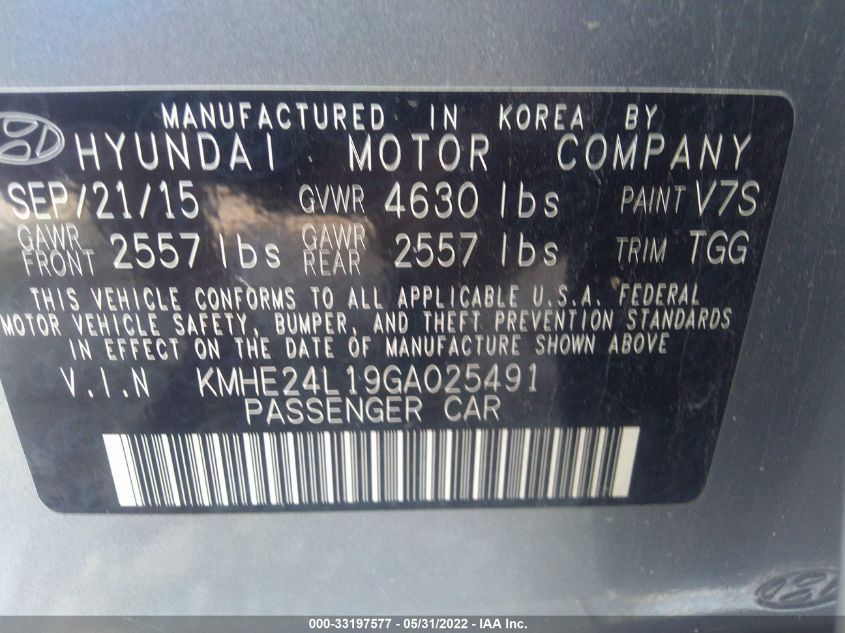 MANUFACTURED IN KOREA BY
HYUNDAI MOTOR COMPANY
SEP/21/15 GVWR 4630 lbs PAINT V7S
GAWR FRONT 2557 lbs GAWR REAR 2557 lbs TRIM TGG
THIS VEHICLE CONFORMS TO ALL APPLICABLE U.S.A. FEDERAL
MOTOR VEHICLE SAFETY, BUMPER, AND THEFT PREVENTION STANDARDS
IN EFFECT ON THE DATE OF MANUFACTURE SHOWN ABOVE
V.I.N KMHE24L19GA025491
PASSENGER CAR
000-33197577 - 05/31/2022 - IAA Inc.